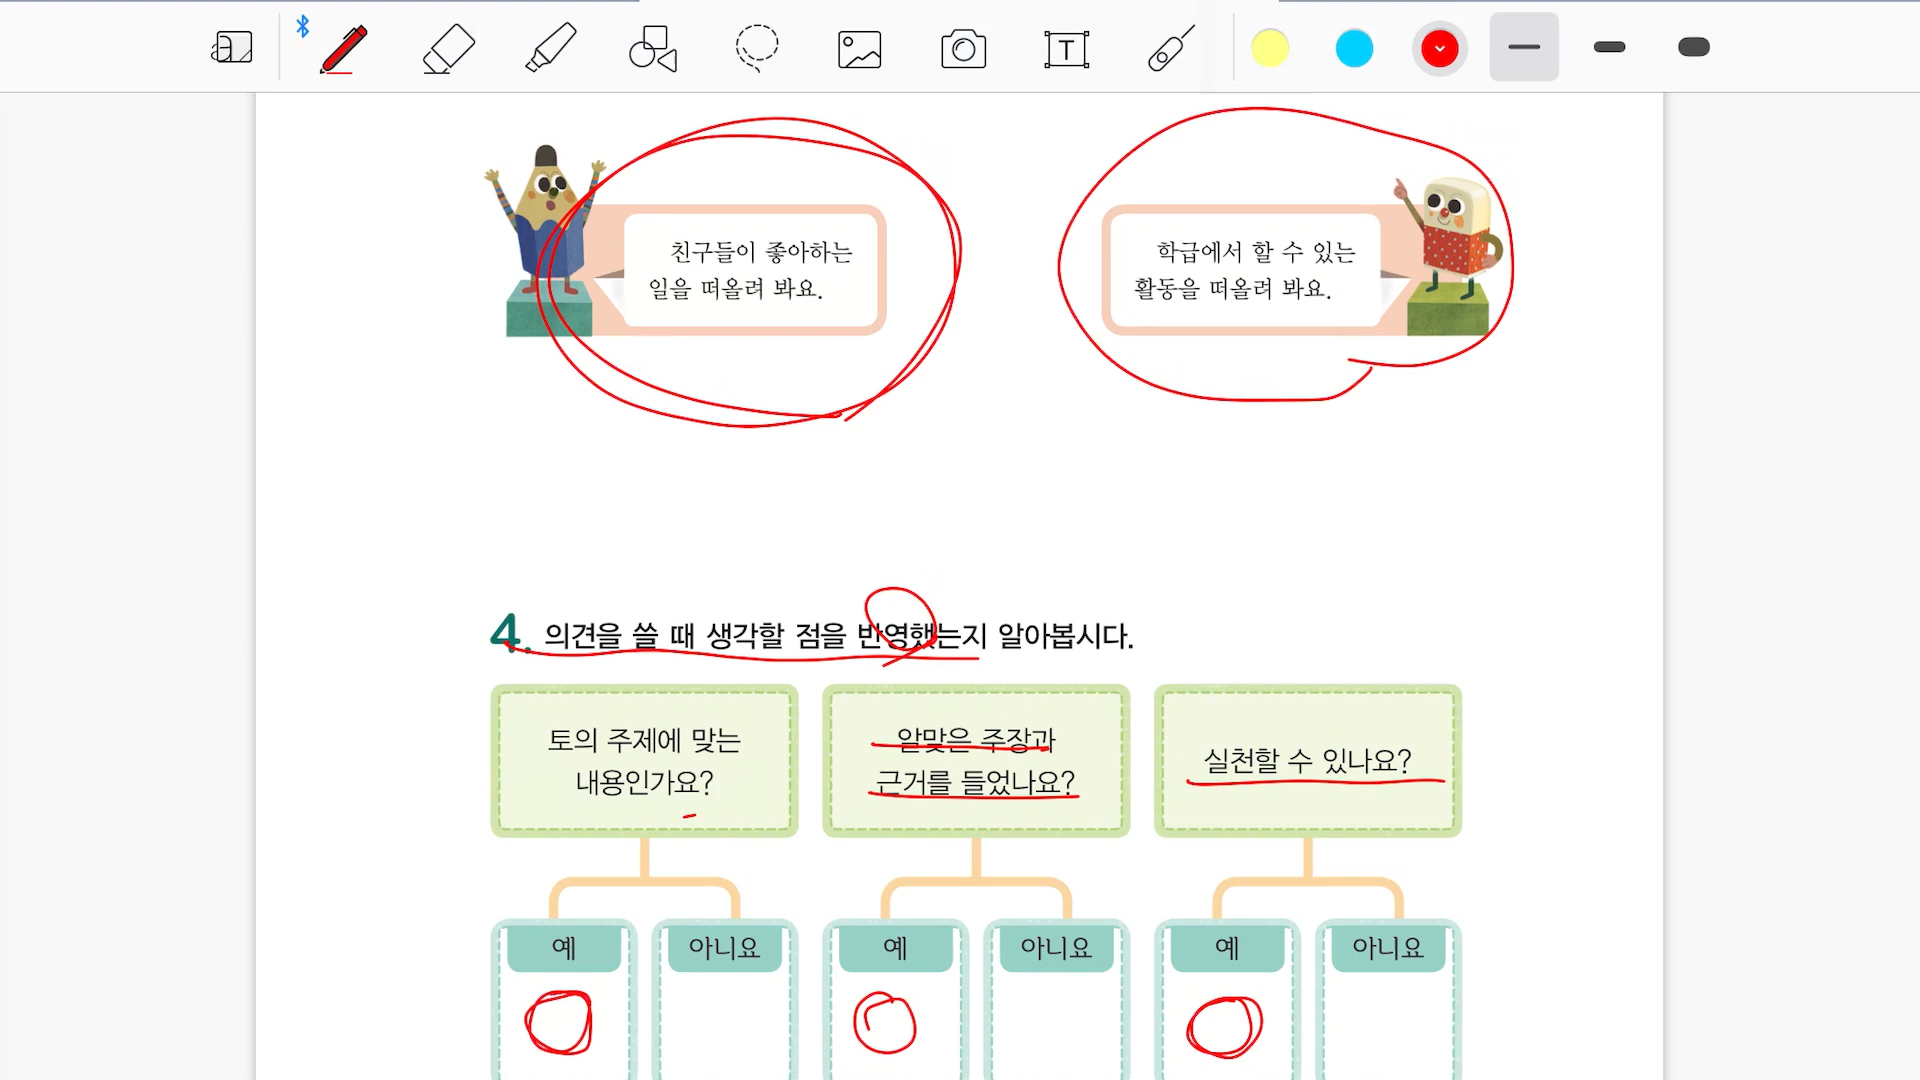 친구들이 좋아하는
일을 떠올려 봐요.
학급에서 할 수 있는
활동을 떠올려 봐요.
4. 의견을 쓸 때 생각할 점을 반영했는지 알아봅시다.
토의 주제에 맞는
내용인가요?
알맞은 주장과
근거를 들었나요?
실천할 수 있나요?
예
아니요
예
아니요
예
아니요